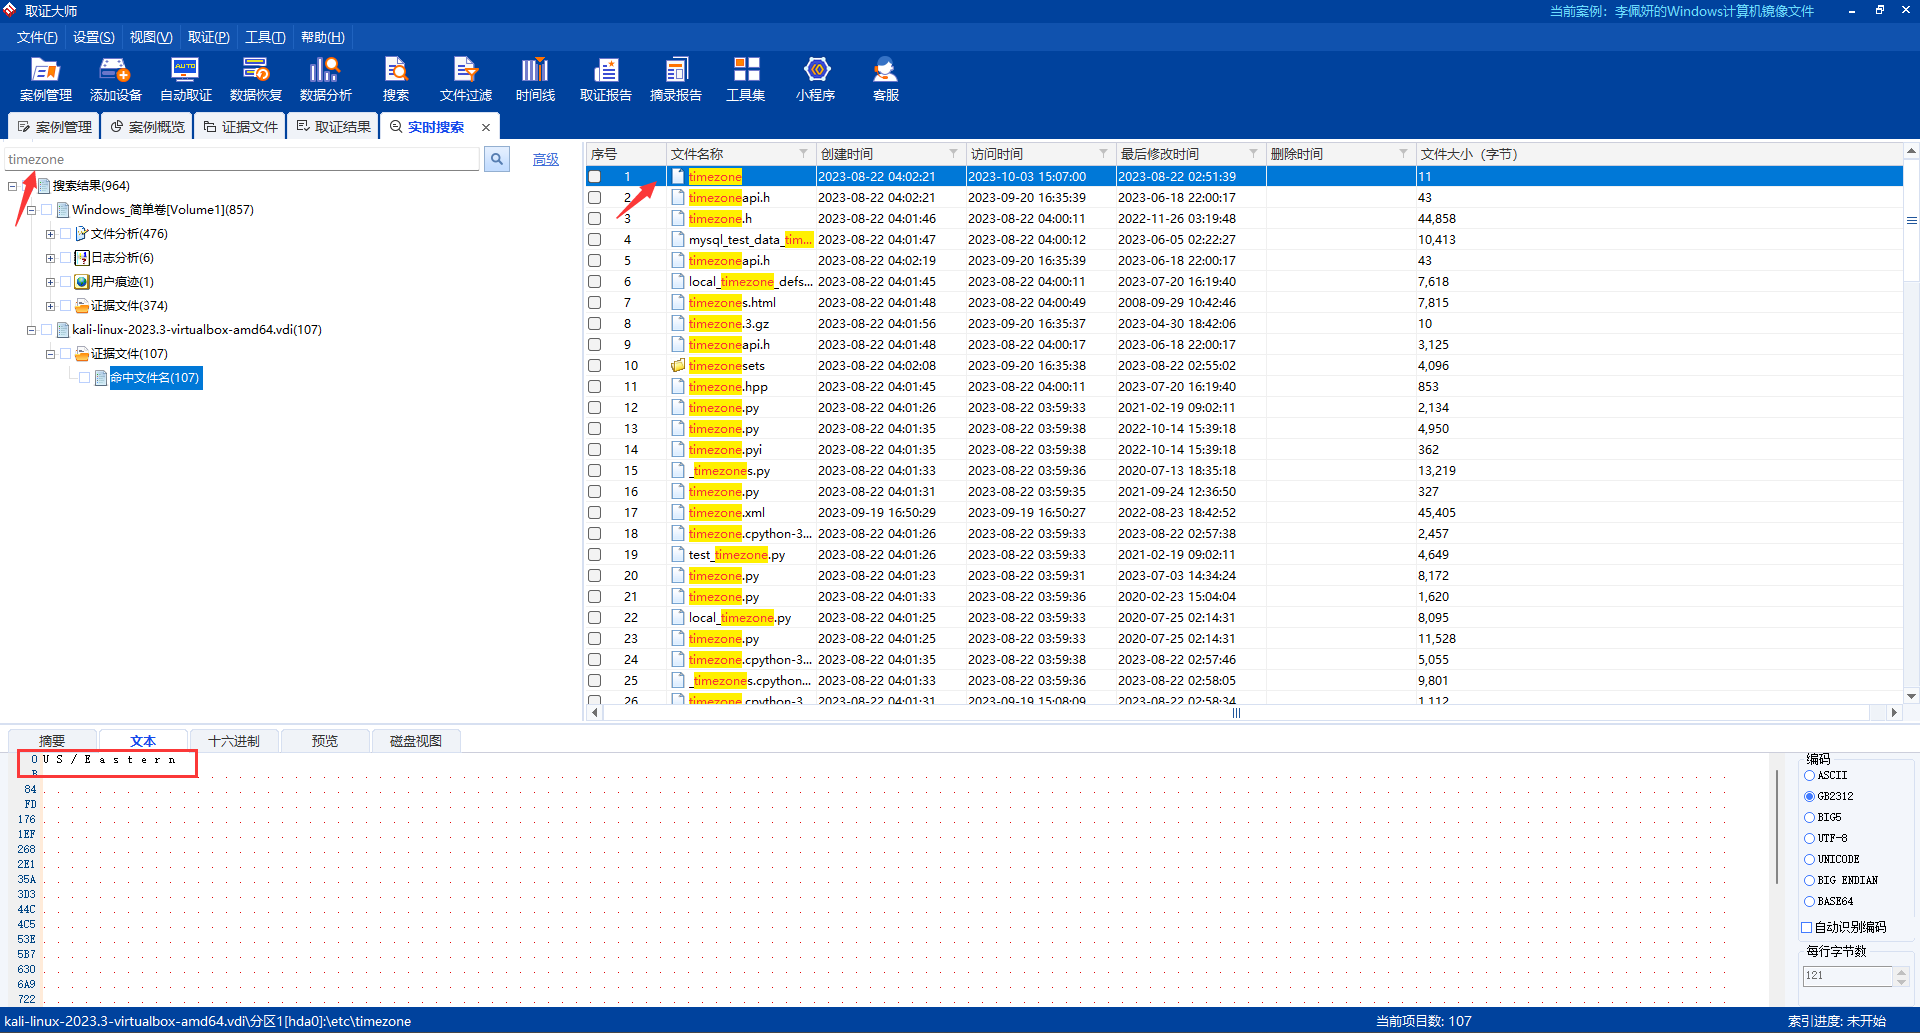 取证大师
当前案例：李佩妍的Windows计算机镜像文件
文件(F) 设置(S) 视图(V) 取证(P) 工具(T) 帮助(H)
案例管理 添加设备 自动取证 数据恢复 数据分析 搜索 文件过滤 时间线 取证报告 摘录报告 工具集 小程序 客服
案例管理 案例概览 证据文件 取证结果 实时搜索 ×
timezone 高级
搜索结果(964)
Windows_简单卷[Volume1](857)
文件分析(476)
日志分析(6)
用户痕迹(1)
证据文件(374)
kali-linux-2023.3-virtualbox-amd64.vdi(107)
证据文件(107)
命中文件名(107)
序号 文件名称 创建时间 访问时间 最后修改时间 删除时间 文件大小（字节）
1 timezone 2023-08-22 04:02:21 2023-10-03 15:07:00 2023-08-22 02:51:39 11
2 timezoneapi.h 2023-08-22 04:02:21 2023-09-20 16:35:39 2023-06-18 22:00:17 43
3 timezone.h 2023-08-22 04:01:46 2023-08-22 04:00:11 2022-11-26 03:19:48 44,858
4 mysql_test_data_tim... 2023-08-22 04:01:47 2023-08-22 04:00:12 2023-06-05 02:22:27 10,413
5 timezoneapi.h 2023-08-22 04:02:19 2023-09-20 16:35:39 2023-06-18 22:00:17 43
6 local_timezone_defs... 2023-08-22 04:01:45 2023-08-22 04:00:11 2023-07-20 16:19:40 7,618
7 timezones.html 2023-08-22 04:01:48 2023-08-22 04:00:49 2008-09-29 10:42:46 7,815
8 timezone.3.gz 2023-08-22 04:01:56 2023-09-20 16:35:37 2023-04-30 18:42:06 10
9 timezoneapi.h 2023-08-22 04:01:48 2023-08-22 04:00:17 2023-06-18 22:00:17 3,125
10 timezonesets 2023-08-22 04:02:08 2023-09-20 16:35:38 2023-08-22 02:55:02 4,096
11 timezone.hpp 2023-08-22 04:01:45 2023-08-22 04:00:11 2023-07-20 16:19:40 853
12 timezone.py 2023-08-22 04:01:26 2023-08-22 03:59:33 2021-02-19 09:02:11 2,134
13 timezone.py 2023-08-22 04:01:35 2023-08-22 03:59:38 2022-10-14 15:39:18 4,950
14 timezone.pyi 2023-08-22 04:01:35 2023-08-22 03:59:38 2022-10-14 15:39:18 362
15 _timezones.py 2023-08-22 04:01:33 2023-08-22 03:59:36 2020-07-13 18:35:18 13,219
16 timezone.py 2023-08-22 04:01:31 2023-08-22 03:59:35 2021-09-24 12:36:50 327
17 timezone.xml 2023-09-19 16:50:29 2023-09-19 16:50:27 2022-08-23 18:42:52 45,405
18 timezone.cpython-3... 2023-08-22 04:01:26 2023-08-22 03:59:33 2023-08-22 02:57:38 2,457
19 test_timezone.py 2023-08-22 04:01:26 2023-08-22 03:59:33 2021-02-19 09:02:11 4,649
20 timezone.py 2023-08-22 04:01:23 2023-08-22 03:59:31 2023-07-03 14:34:24 8,172
21 timezone.py 2023-08-22 04:01:33 2023-08-22 03:59:36 2020-02-23 15:04:04 1,620
22 local_timezone.py 2023-08-22 04:01:25 2023-08-22 03:59:33 2020-07-25 02:14:31 8,095
23 timezone.py 2023-08-22 04:01:25 2023-08-22 03:59:33 2020-07-25 02:14:31 11,528
24 timezone.cpython-3... 2023-08-22 04:01:35 2023-08-22 03:59:38 2023-08-22 02:57:46 5,055
25 _timezones.cpython... 2023-08-22 04:01:33 2023-08-22 03:59:36 2023-08-22 02:58:05 9,801
26 timezone.cpython-3... 2023-08-22 04:01:31 2023-09-19 15:08:09 2023-08-22 02:58:34 1,112
摘要 文本 十六进制 预览 磁盘视图
0 US/Eastern
B
84
FD
176
1EF
268
2E1
35A
3D3
44C
4C5
53E
5B7
630
6A9
722
编码
ASCII
GB2312
BIG5
UTF-8
UNICODE
BIG ENDIAN
BASE64
自动识别编码
每行字节数
121
kali-linux-2023.3-virtualbox-amd64.vdi\分区1[hda0]:\etc\timezone 当前项目数: 107 索引进度: 未开始